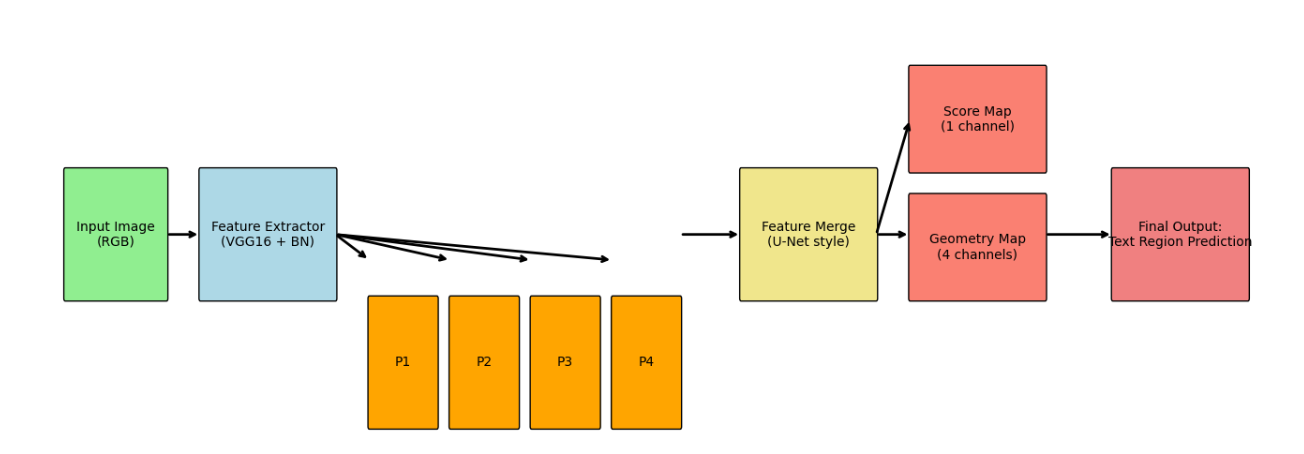 Input Image
(RGB)
Feature Extractor
(VGG16 + BN)
P1
P2
P3
P4
Feature Merge
(U-Net style)
Score Map
(1 channel)
Geometry Map
(4 channels)
Final Output:
Text Region Prediction